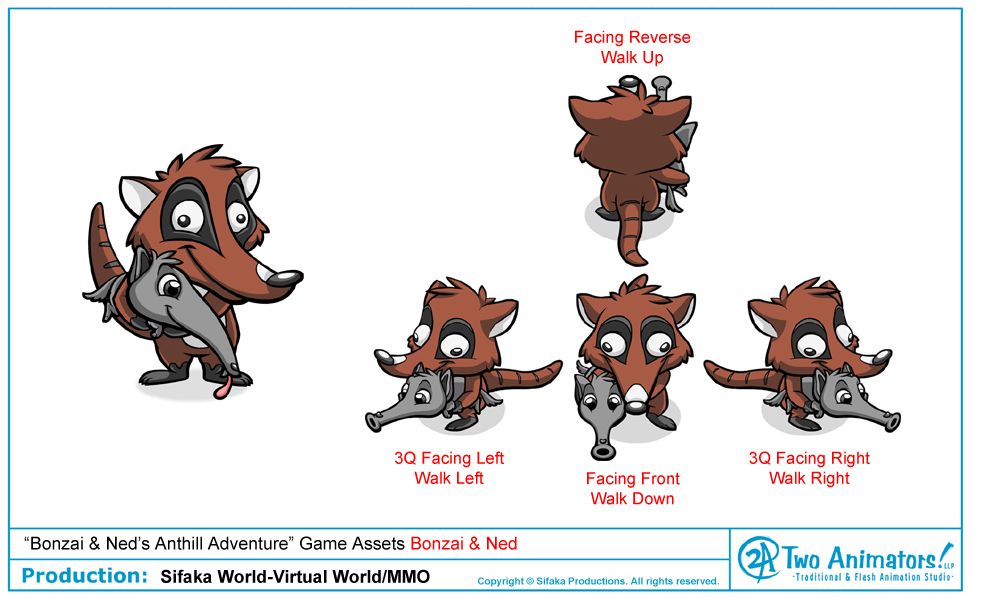 Facing Reverse
Walk Up
3Q Facing Left
Walk Left
Facing Front
Walk Down
3Q Facing Right
Walk Right
“Bonzai & Ned’s Anthill Adventure” Game Assets Bonzai & Ned
Production: Sifaka World-Virtual World/MMO
Copyright © Sifaka Productions. All rights reserved.
2A Two Animators! LLP
·Traditional & Flash Animation Studio·